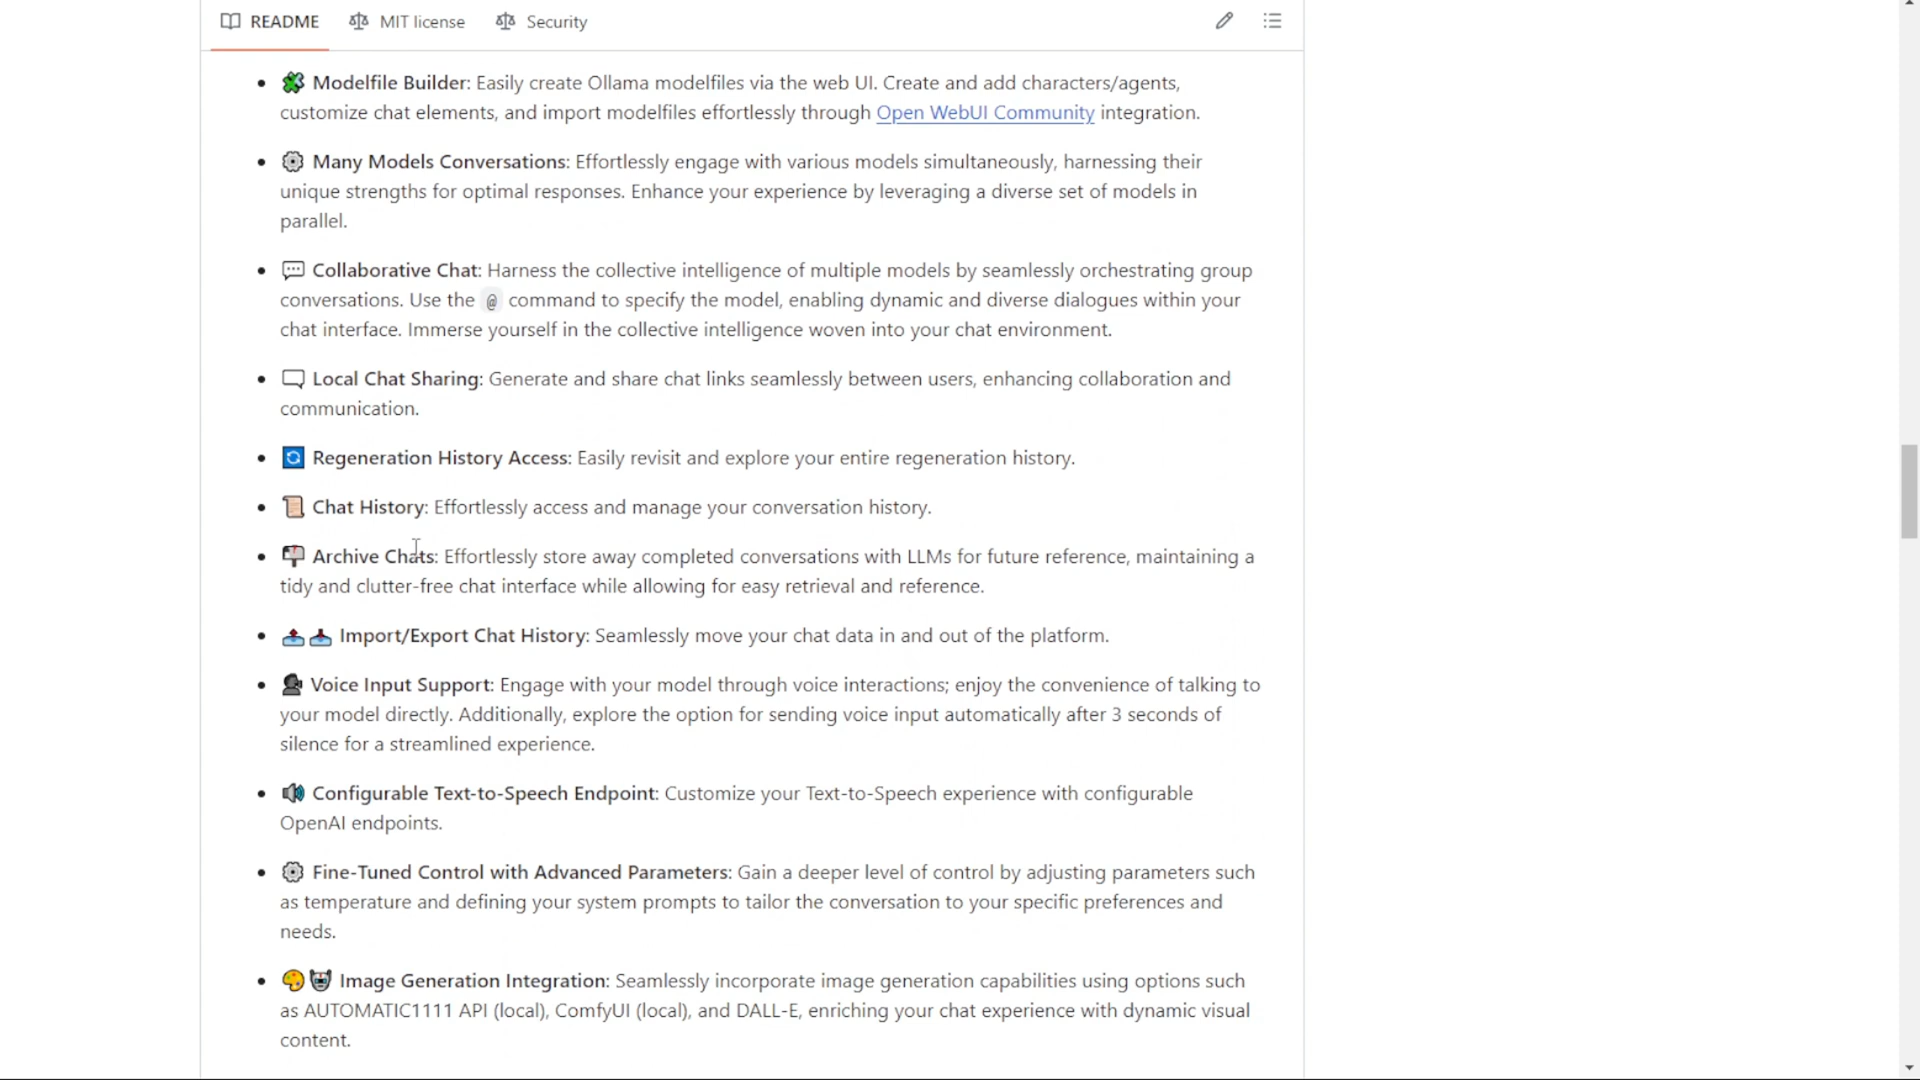 README MIT license Security
Modelfile Builder: Easily create Ollama modelfiles via the web UI. Create and add characters/agents,
customize chat elements, and import modelfiles effortlessly through Open WebUI Community integration.
Many Models Conversations: Effortlessly engage with various models simultaneously, harnessing their
unique strengths for optimal responses. Enhance your experience by leveraging a diverse set of models in
parallel.
Collaborative Chat: Harness the collective intelligence of multiple models by seamlessly orchestrating group
conversations. Use the @ command to specify the model, enabling dynamic and diverse dialogues within your
chat interface. Immerse yourself in the collective intelligence woven into your chat environment.
Local Chat Sharing: Generate and share chat links seamlessly between users, enhancing collaboration and
communication.
Regeneration History Access: Easily revisit and explore your entire regeneration history.
Chat History: Effortlessly access and manage your conversation history.
Archive Chats: Effortlessly store away completed conversations with LLMs for future reference, maintaining a
tidy and clutter-free chat interface while allowing for easy retrieval and reference.
Import/Export Chat History: Seamlessly move your chat data in and out of the platform.
Voice Input Support: Engage with your model through voice interactions; enjoy the convenience of talking to
your model directly. Additionally, explore the option for sending voice input automatically after 3 seconds of
silence for a streamlined experience.
Configurable Text-to-Speech Endpoint: Customize your Text-to-Speech experience with configurable
OpenAI endpoints.
Fine-Tuned Control with Advanced Parameters: Gain a deeper level of control by adjusting parameters such
as temperature and defining your system prompts to tailor the conversation to your specific preferences and
needs.
Image Generation Integration: Seamlessly incorporate image generation capabilities using options such
as AUTOMATIC1111 API (local), ComfyUI (local), and DALL-E, enriching your chat experience with dynamic visual
content.